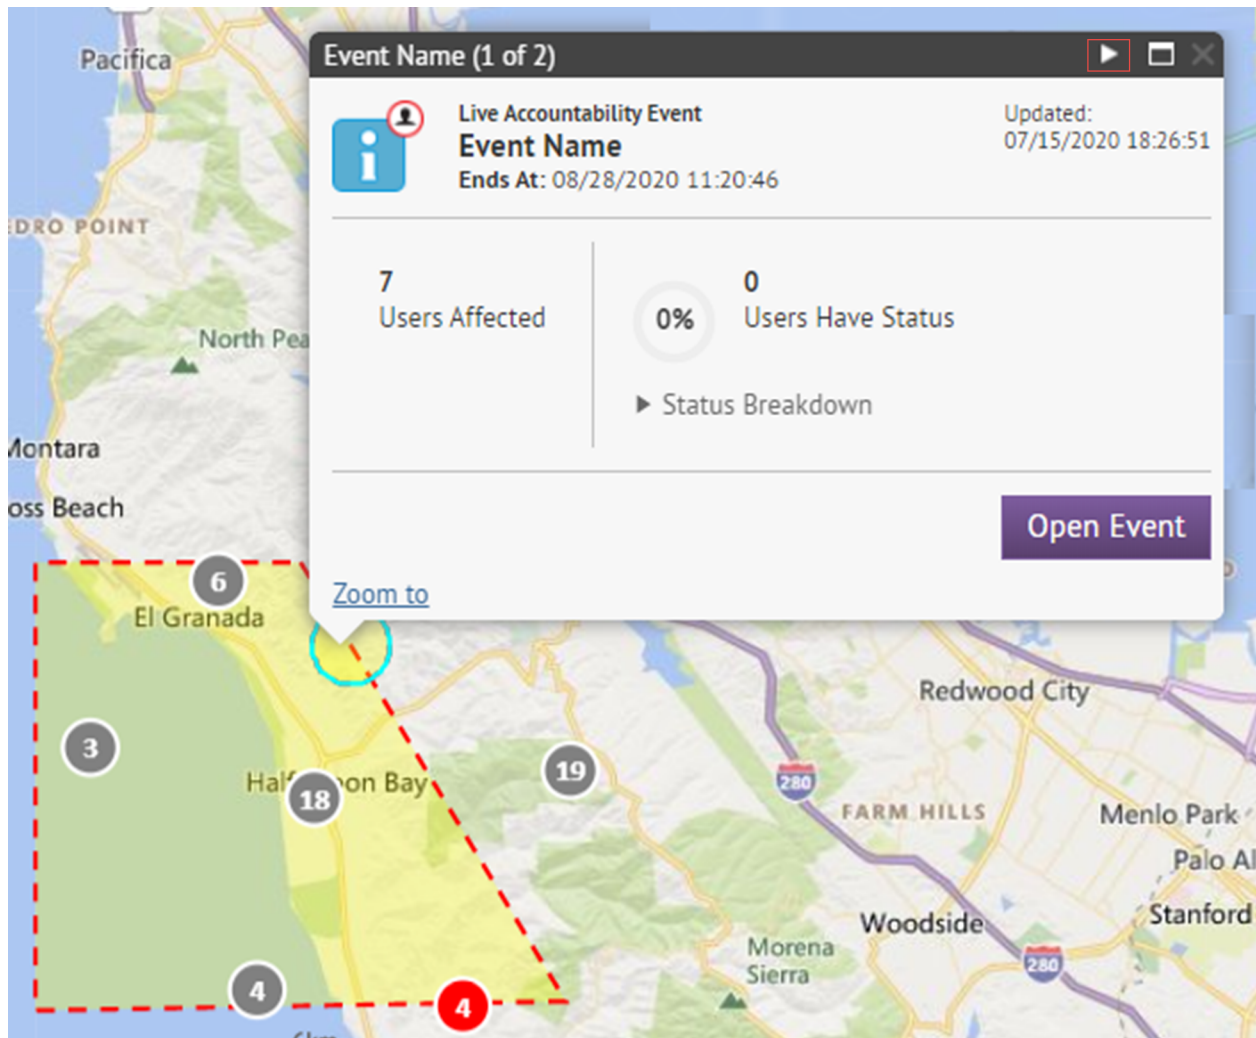 Pacifica
Event Name (1 of 2)
Live Accountability Event
Updated:
Event Name
07/15/2020 18:26:51
Ends At: 08/28/2020 11:20:46
EDRO POINT
7
0
Users Affected
0%
Users Have Status
North Pea
Status Breakdown
Montara
oss Beach
Open Event
6
Zoom to
El Granada
Redwood City
3
19
280
Half Moon Bay
18
FARM HILLS
Menlo Park
Palo Al
Stanford
Woodside
Morena
Sierra
280
4
4